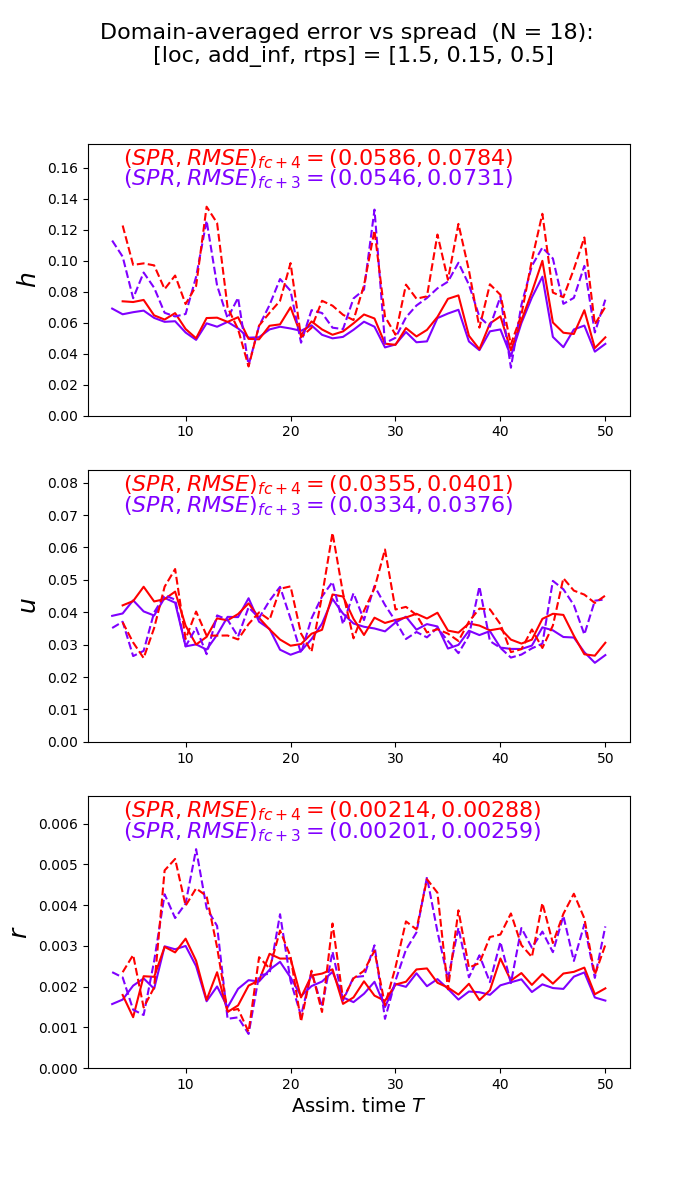 Domain-averaged error vs spread (N = 18):
[loc, add_inf, rtps] = [1.5, 0.15, 0.5]
(SPR, RMSE)fc+4 = (0.0586, 0.0784)
(SPR, RMSE)fc+3 = (0.0546, 0.0731)
0.16
0.14
0.12
0.10
0.08
0.06
0.04
0.02
0.00
h
10 20 30 40 50
(SPR, RMSE)fc+4 = (0.0355, 0.0401)
(SPR, RMSE)fc+3 = (0.0334, 0.0376)
0.08
0.07
0.06
0.05
0.04
0.03
0.02
0.01
0.00
u
10 20 30 40 50
(SPR, RMSE)fc+4 = (0.00214, 0.00288)
(SPR, RMSE)fc+3 = (0.00201, 0.00259)
0.006
0.005
0.004
0.003
0.002
0.001
0.000
r
10 20 30 40 50
Assim. time T